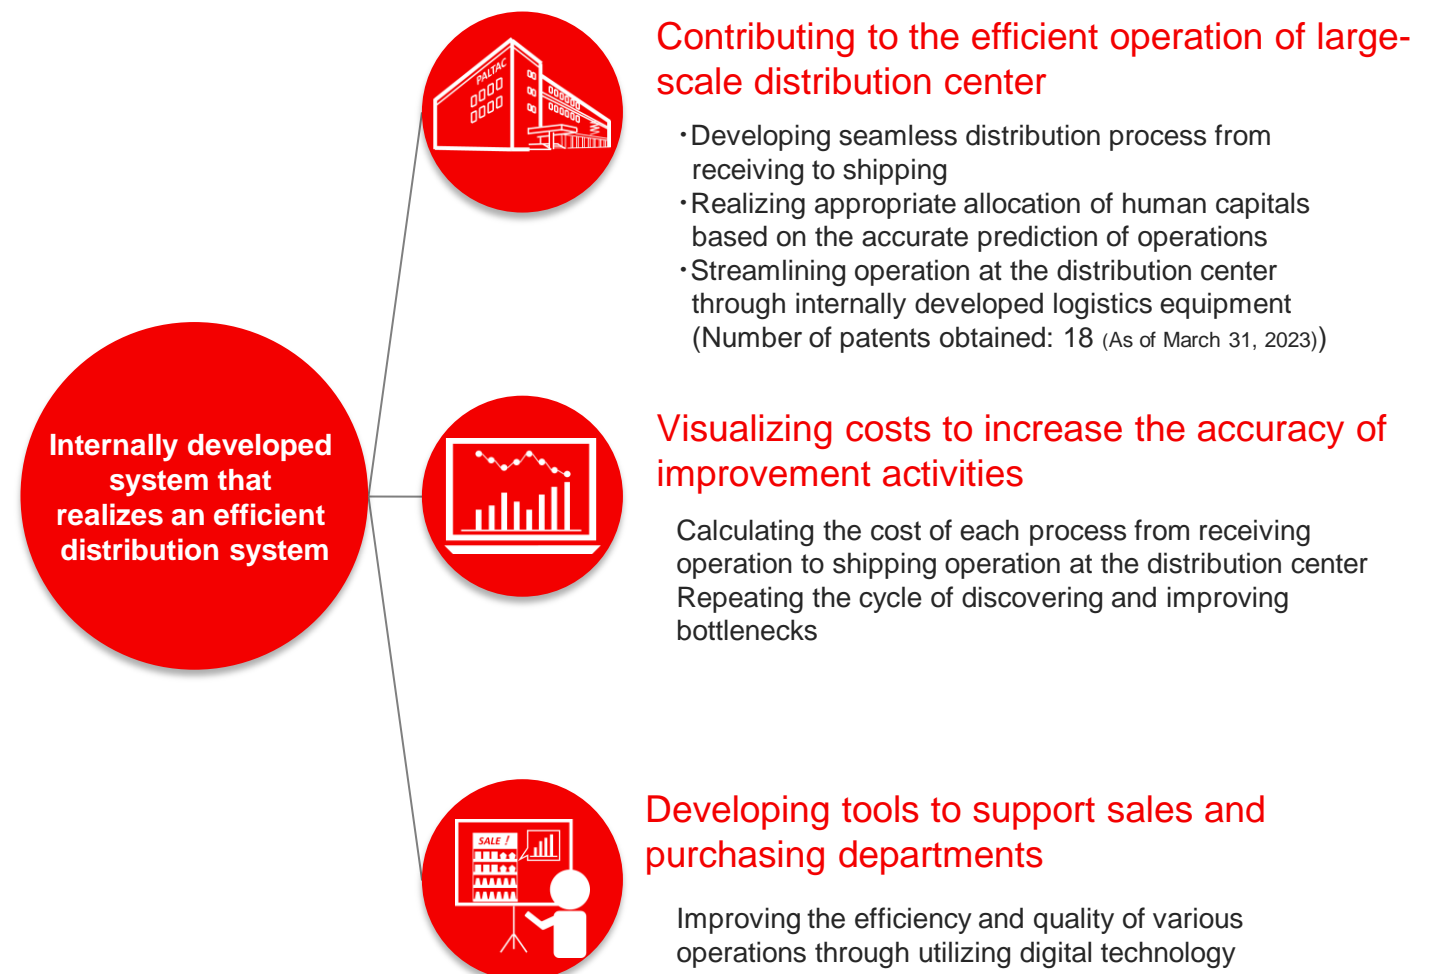 PALTAC
Contributing to the efficient operation of large-
scale distribution center
・Developing seamless distribution process from
receiving to shipping
・Realizing appropriate allocation of human capitals
based on the accurate prediction of operations
・Streamlining operation at the distribution center
through internally developed logistics equipment
(Number of patents obtained: 18 (As of March 31, 2023))
Internally developed
system that
realizes an efficient
distribution system
Visualizing costs to increase the accuracy of
improvement activities
Calculating the cost of each process from receiving
operation to shipping operation at the distribution center
Repeating the cycle of discovering and improving
bottlenecks
SALE !
Developing tools to support sales and
purchasing departments
Improving the efficiency and quality of various
operations through utilizing digital technology